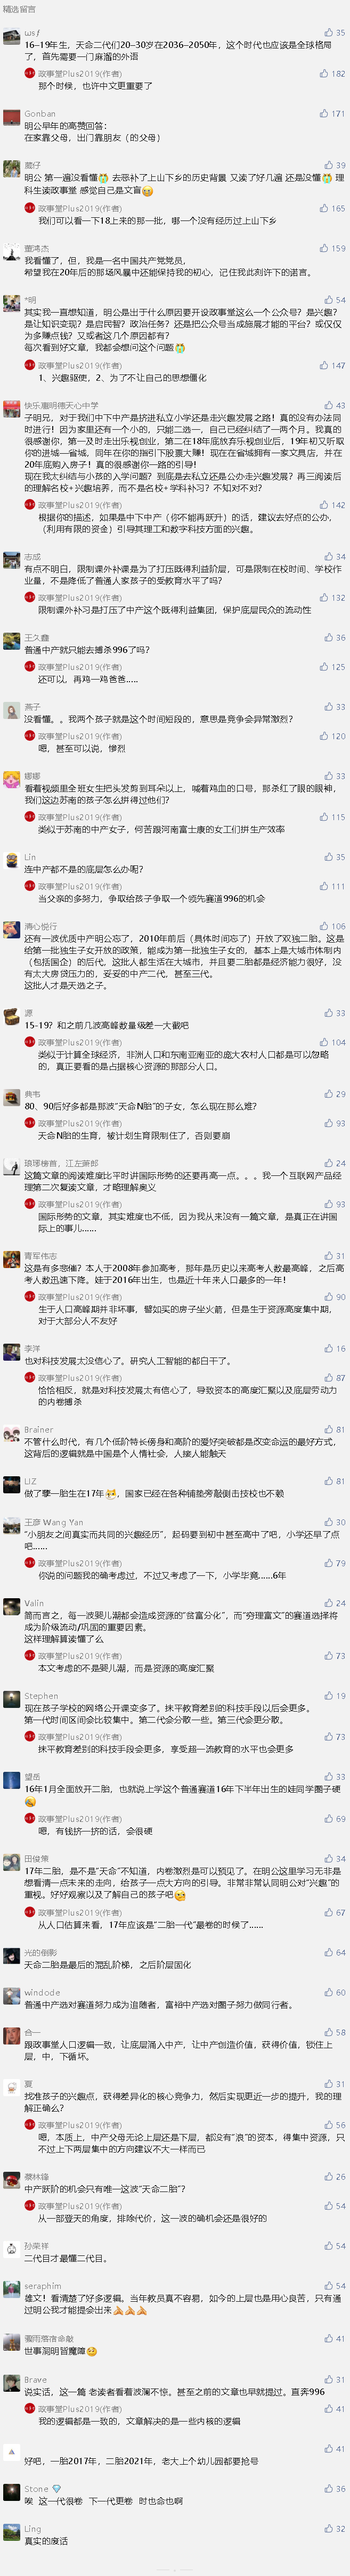 精选留言
wsf
35
16-19年生，天命二代们20-30岁在2036-2050年，这个时代也应该是全球格局
了，首先需要一门麻溜的外语
政事堂Plus2019(作者)
182
那个时候，也许中文更重要了
Gonban
171
明公早年的高赞回答：
在家靠父母，出门靠朋友（的父母）
葳仔
39
明公 第一遍没看懂 去恶补了上山下乡的历史背景 又读了好几遍 还是没懂 理
科生读政事堂 感觉自己是文盲
政事堂Plus2019(作者)
165
我们可以看一下18上来的那一批，哪一个没有经历过上山下乡
董鸿杰
159
我看懂了，但，我是一名中国共产党党员，
希望我在20年后的那场风暴中还能保持我的初心，记住我此刻许下的诺言。
*明
54
其实我一直想知道，明公是出于什么原因要开设政事堂这么一个公众号？是兴趣？
是让知识变现？是启民智？政治任务？还是把公众号当成施展才能的平台？或仅仅
为多赚点钱？又或者这几个原因都有？
每次看到好文章，我都会想问这个问题
政事堂Plus2019(作者)
147
1、兴趣驱使，2、为了不让自己的思想僵化
快乐鹰明德天心中学
43
子明兄，对于我们中下中产是挤进私立小学还是走兴趣发展之路！真的没有办法同
时进行！因为家里还有一个小的，只能二选一，自己已经纠结了一两个月。我真的
很感谢你，第一及时走出乐视创业，第二在18年底放弃乐视创业后，19年初又听取
你的进城—省城，同年在你的指引下股置大赚！现在在省城拥有一家文具店，并在
20年底购入房子！真的很感谢你一路的引导！
现在我太纠结与小孩的入学问题？到底是去私立还是公办走兴趣发展？再三阅读后
的理解名校+兴趣培养，而不是名校+学科补习？不知对不对？
政事堂Plus2019(作者)
142
根据你的描述，如果是中下中产（你不能再跃升）的话，建议去好点的公办，
（利用有限的资金）引导其理工和数字科技方面的兴趣。
志成
34
有点不明白，限制课外补课是为了打压既得利益阶层，可是限制在校时间、学校作
业量，不是降低了普通人家孩子的受教育水平了吗？
政事堂Plus2019(作者)
132
限制课外补习是打压了中产这个既得利益集团，保护底层民众的流动性
王久鑫
36
普通中产就只能去搏杀996了吗？
政事堂Plus2019(作者)
125
还可以，再鸡一鸡爸爸.....
燕子
33
没看懂。。我两个孩子就是这个时间短段的，意思是竞争会异常激烈？
政事堂Plus2019(作者)
120
嗯，甚至可以说，惨烈
娜娜
33
看着视频里全班女生把头发剪到耳朵以上，喊着鸡血的口号，那杀红了眼的眼神，
我们这边苏南的孩子怎么拼得过他们？
政事堂Plus2019(作者)
115
类似于苏南的中产女子，何苦跟河南富士康的女工们拼生产效率
Lin
35
连中产都不是的底层怎么办呢？
政事堂Plus2019(作者)
111
当父亲的多努力，争取给孩子争取一个领先赛道996的机会
清心悦行
106
还有一波优质中产明公忘了，2010年前后（具体时间忘了）开放了双独二胎。这是
给第一批独生子女开放的政策，能成为第一批独生子女的，基本上是大城市体制内
（包括国企）的后代。这批人都生活在大城市，并且要二胎都是经济能力很好，没
有太大房贷压力的，妥妥的中产二代，甚至三代。
这批人才是天选之子。
源
33
15-19？和之前几波高峰数量级差一大截吧
政事堂Plus2019(作者)
104
类似于计算全球经济，非洲人口和东南亚南亚的庞大农村人口都是可以忽略
的，真正要看的是占据核心资源的那部分人口。
典韦
29
80、90后好多都是那波“天命N胎”的子女，怎么现在那么难？
政事堂Plus2019(作者)
93
天命N胎的生育，被计划生育限制住了，否则要崩
琅琊榜首，江左萧郎
24
这篇文章的阅读难度比平时讲国际形势的还要再高一点。。。我一个互联网产品经
理第二次复读文章，才略理解奥义
政事堂Plus2019(作者)
93
国际形势的文章，其实难度也不低，因为我从来没有一篇文章，是真正在讲国
际上的事儿......
青军伟志
31
这是有多悲催？本人于2008年参加高考，那年是历史以来高考人数最高峰，之后高
考人数迅速下降。娃于2016年出生，也是近十年来人口最多的一年！
政事堂Plus2019(作者)
90
生于人口高峰期并非坏事，譬如买的房子坐火箭，但是生于资源高度集中期，
对于大部分人不友好
李洋
16
也对科技发展太没信心了。研究人工智能的都白干了。
政事堂Plus2019(作者)
87
恰恰相反，就是对科技发展太有信心了，导致资本的高度汇聚以及底层劳动力
的内卷搏杀
Brainer
81
不管什么时代，有几个低阶特长傍身和高阶的爱好突破都是改变命运的最好方式，
这背后的逻辑就是中国是个人情社会，人接人能触天
LIZ
81
做了孽一胎生在17年，国家已经在各种铺垫旁敲侧击技校也不赖
王彦 Wang Yan
30
“小朋友之间真实而共同的兴趣经历”，起码要到初中甚至高中了吧，小学还早了点
吧......
政事堂Plus2019(作者)
79
你说的问题我的确考虑过，不过又考虑了一下，小学毕竟......6年
Valin
24
简而言之，每一波婴儿潮都会造成资源的“贫富分化”，而“穷理富文”的赛道选择将
成为阶级流动/巩固的重要因素。
这样理解算读懂了么
政事堂Plus2019(作者)
73
本文考虑的不是婴儿潮，而是资源的高度汇聚
Stephen
19
现在孩子学校的网络公开课变多了。抹平教育差别的科技手段以后会更多。
第一代时间区间会比较集中。第二代会分散一些。第三代会更分散。
政事堂Plus2019(作者)
73
抹平教育差别的科技手段会更多，享受超一流教育的水平也会更多
望岳
33
16年1月全面放开二胎，也就说上学这个普通赛道16年下半年出生的娃同学圈子硬
政事堂Plus2019(作者)
69
嗯，有钱挤一挤的话，会很硬
田俊策
34
17年二胎，是不是“天命”不知道，内卷激烈是可以预见了。在明公这里学习无非是
想看清一点未来的走向，给孩子一点大方向的引导。非常非常认同明公对“兴趣”的
重视。好好观察以及了解自己的孩子吧
政事堂Plus2019(作者)
67
从人口估算来看，17年应该是“二胎一代”最卷的时候了......
光的倒影
64
天命二胎是最后的混乱阶梯，之后阶层固化
windode
60
普通中产选对赛道努力成为追随者，富裕中产选对圈子努力做同行者。
合一
58
跟政事堂人口逻辑一致，让底层涌入中产，让中产创造价值，获得价值，锁住上
层，中，下循环。
夏
31
找准孩子的兴趣点，获得差异化的核心竞争力，然后实现更近一步的提升，我的理
解正确么？
政事堂Plus2019(作者)
56
嗯，本质上，中产父母无论上层还是下层，都没有“浪”的资本，得集中资源，只
不过上下两层集中的方向建议不大一样而已
蔡林锋
26
中产跃阶的机会只有唯一这波“天命二胎”？
政事堂Plus2019(作者)
54
从一部登天的角度，排除代价，这一波的确机会还是很好的
孙荣祥
54
二代目才最懂二代目。
seraphim
54
雄文！看清楚了好多逻辑。当年教员真不容易，如今的上层也是用心良苦，只有通
过明公我才能提会出来
骤雨落宿命敲
41
世事洞明皆魔障
Brave
31
说实话，这一篇 老读者看着波澜不惊。甚至之前的文章也早就提过。直奔996
政事堂Plus2019(作者)
41
我的逻辑都是一致的，文章解决的是一些内核的逻辑
41
好吧，一胎2017年，二胎2021年，老大上个幼儿园都要抢号
Stone
36
唉 这一代很卷 下一代更卷 时也命也啊
Ling
32
真实的废话